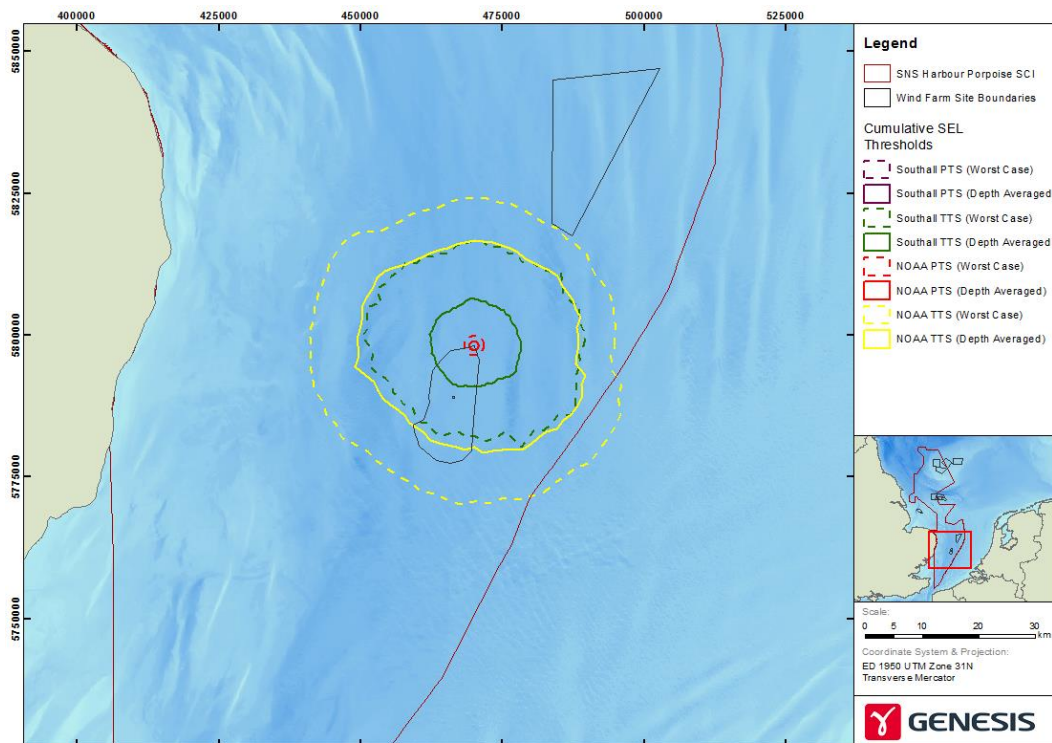 400000 425000 450000 475000 500000 525000
5850000
5825000
5800000
5775000
5750000
Legend
SNS Harbour Porpoise SCI
Wind Farm Site Boundaries
Cumulative SEL
Thresholds
Southall PTS (Worst Case)
Southall PTS (Depth Averaged
Southall TTS (Worst Case)
Southall TTS (Depth Averaged
NOAA PTS (Worst Case)
NOAA PTS (Depth Averaged)
NOAA TTS (Worst Case)
NOAA TTS (Depth Averaged)
Scale:
0 5 10 20 30
km
Coordinate System & Projection:
ED 1950 UTM Zone 31N
Transverse Mercator
GENESIS